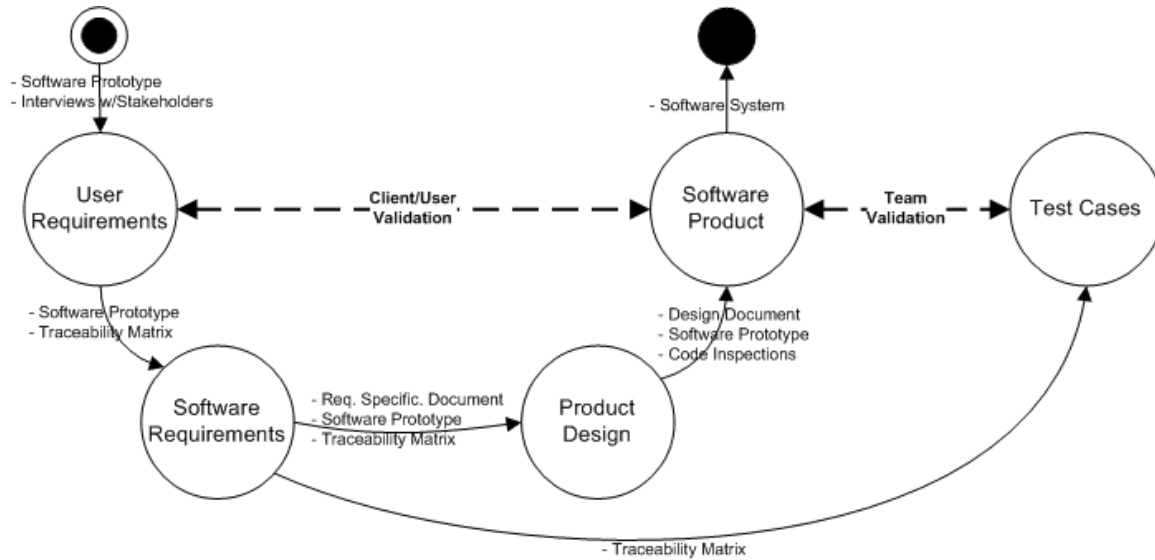 - Software Prototype
- Interviews w/Stakeholders
- Software System
User
Requirements
Client/User
Validation
Software
Product
Team
Validation
Test Cases
- Software Prototype
- Traceability Matrix
- Design Document
- Software Prototype
- Code Inspections
Software
Requirements
- Req. Specific. Document
- Software Prototype
- Traceability Matrix
Product
Design
- Traceability Matrix